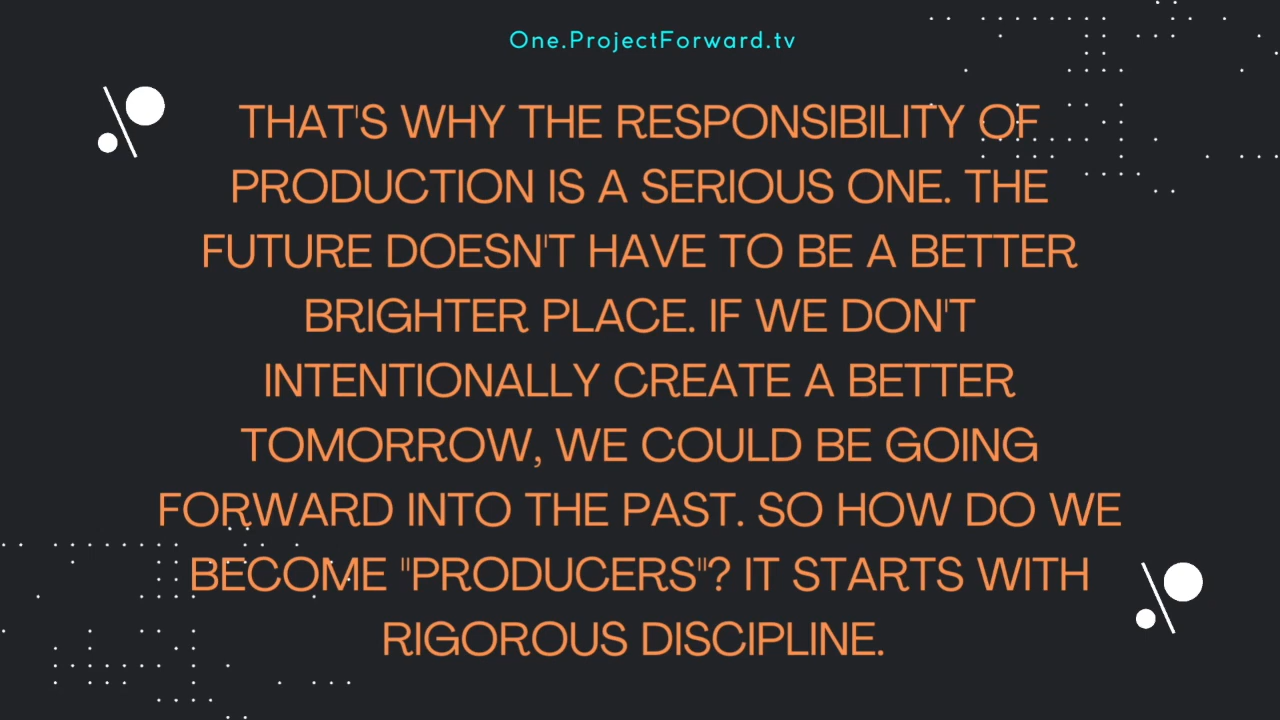 One.ProjectForward.tv
THAT'S WHY THE RESPONSIBILITY OF
PRODUCTION IS A SERIOUS ONE. THE
FUTURE DOESN'T HAVE TO BE A BETTER
BRIGHTER PLACE. IF WE DON'T
INTENTIONALLY CREATE A BETTER
TOMORROW, WE COULD BE GOING
FORWARD INTO THE PAST. SO HOW DO WE
BECOME "PRODUCERS"? IT STARTS WITH
RIGOROUS DISCIPLINE.